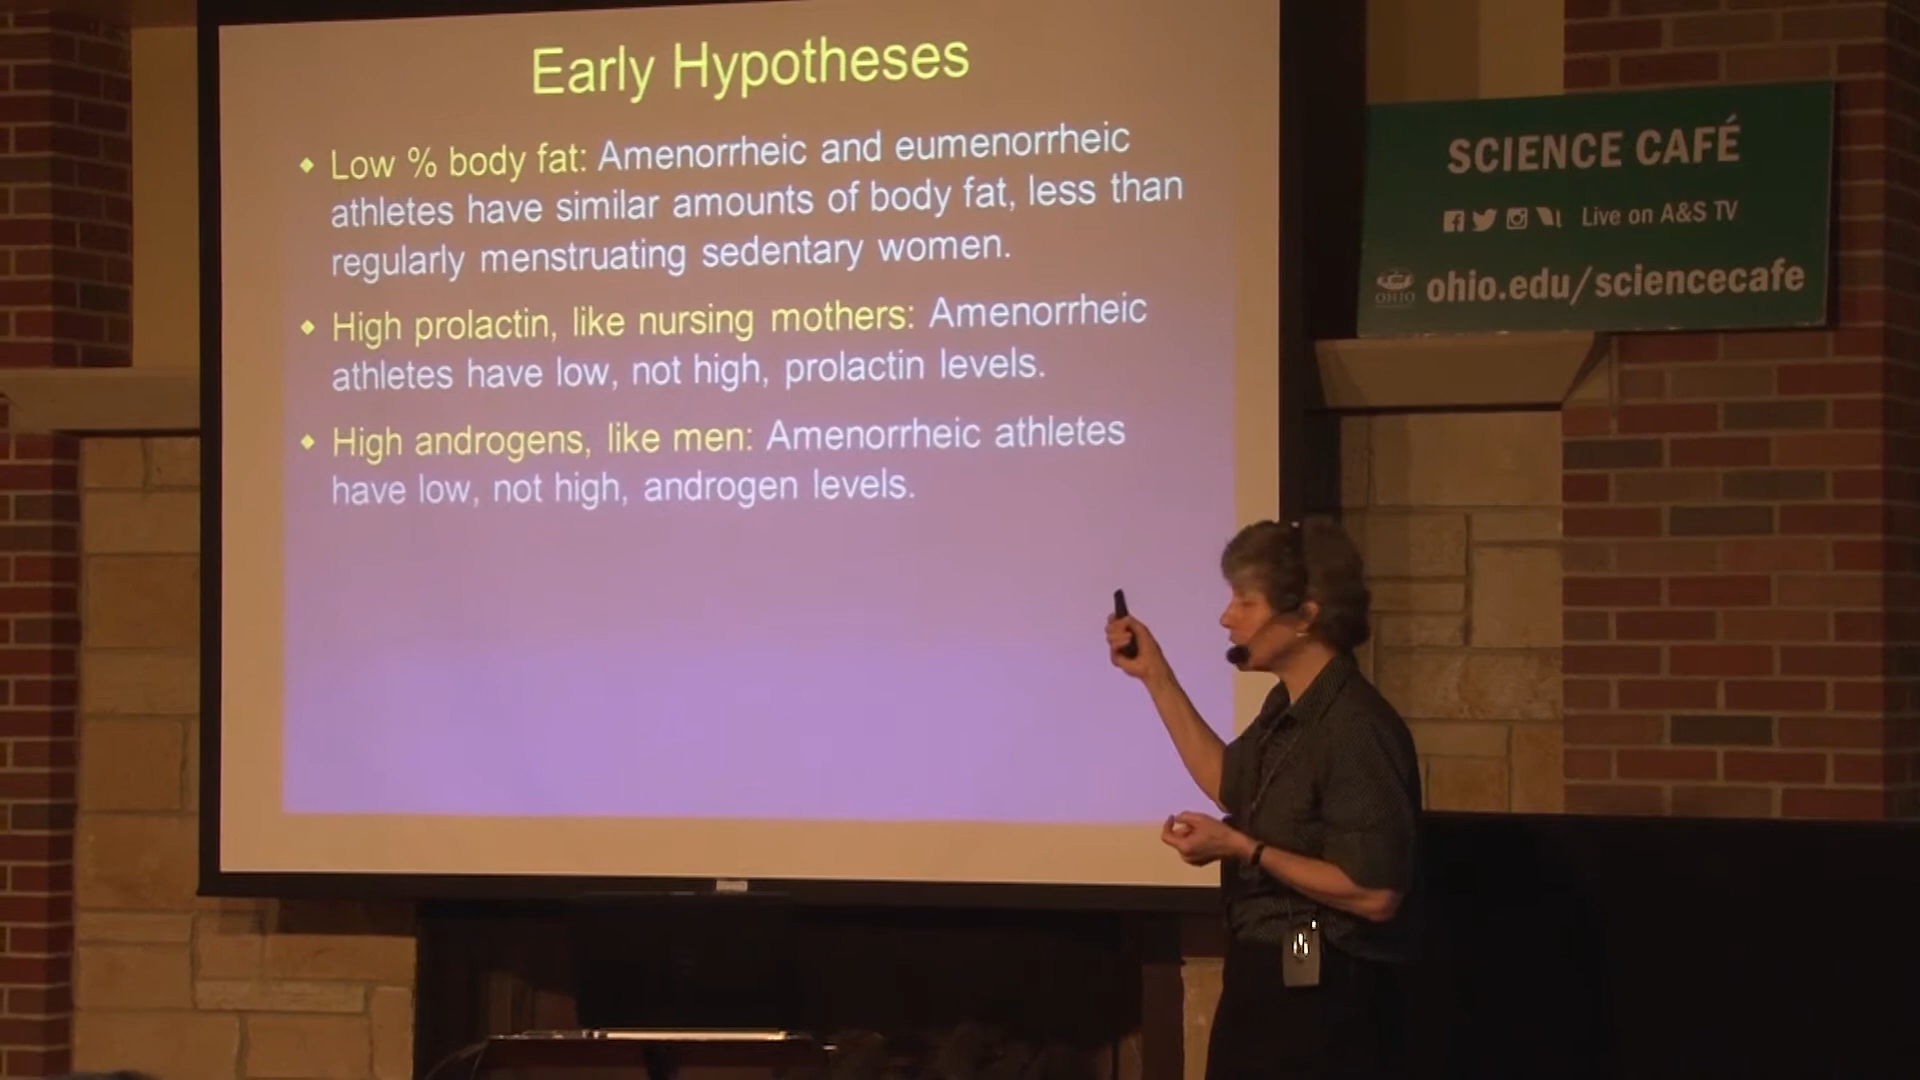 Early Hypotheses
Low % body fat: Amenorrheic and eumenorrheic
athletes have similar amounts of body fat, less than
regularly menstruating sedentary women.
High prolactin, like nursing mothers: Amenorrheic
athletes have low, not high, prolactin levels.
High androgens, like men: Amenorrheic athletes
have low, not high, androgen levels.
SCIENCE CAFÉ
Live on A&S TV
OHIO
ohio.edu/sciencecafe